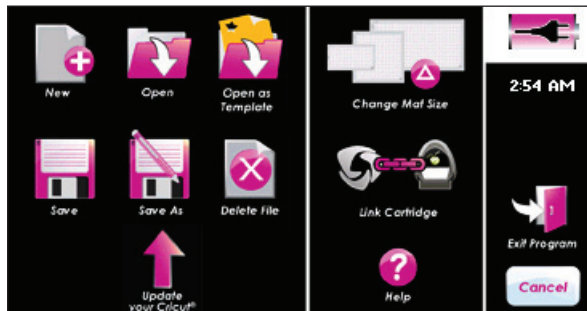 New
Open
Open as
Template
Save
Save As
Delete File
Update
your Cricut®
Change Mat Size
Link Cartridge
?
Help
2:54 AM
Exit Program
Cancel